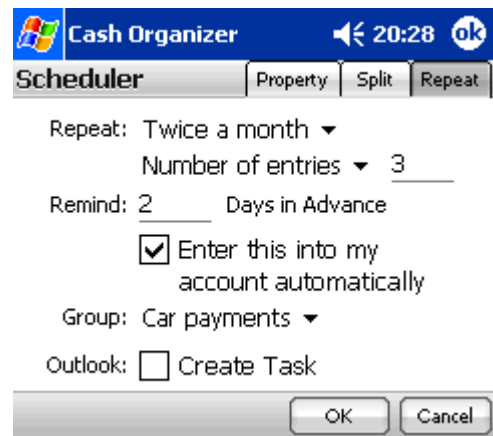 Cash Organizer 20:28 ok
Scheduler Property Split Repeat
Repeat: Twice a month
Number of entries 3
Remind: 2 Days in Advance
Enter this into my
account automatically
Group: Car payments
Outlook: Create Task
OK Cancel